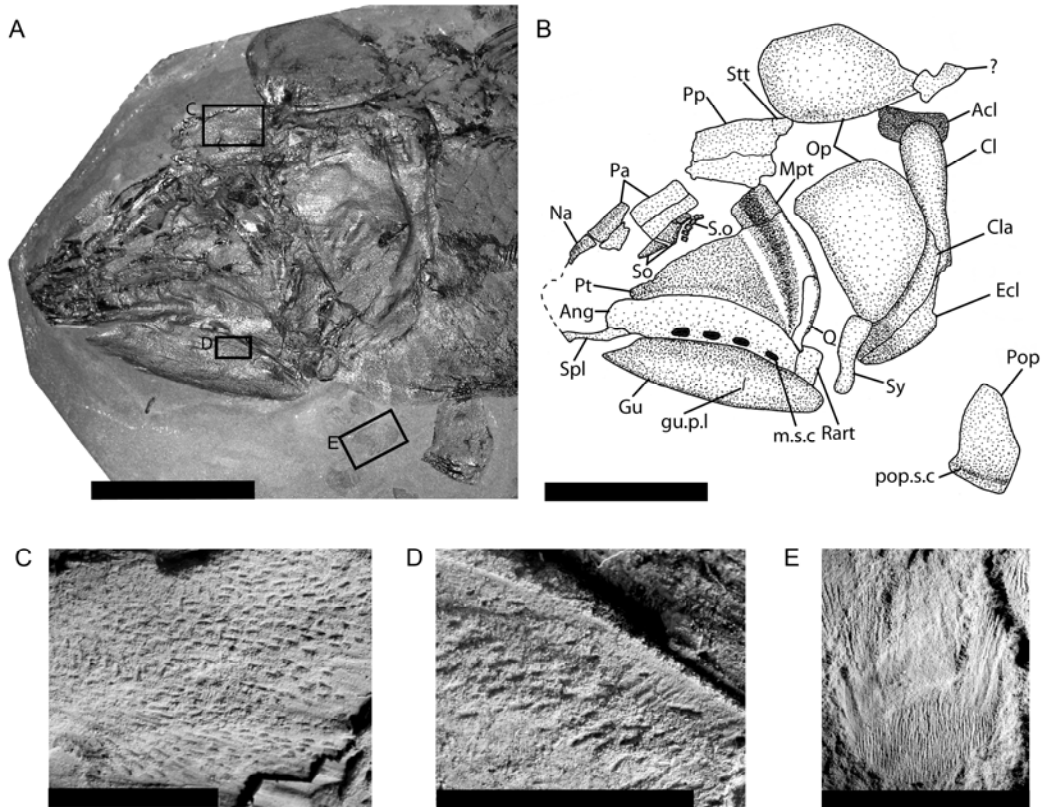 A
C
D
E
B
?
Stt
Pp
Acl
Op
Cl
Mpt
Pa
Na
S.o
So
Cla
Pt
Ang
Ecl
Q
Spl
Pop
Sy
Gu
gu.p.l
m.s.c
Rart
pop.s.c
C
D
E